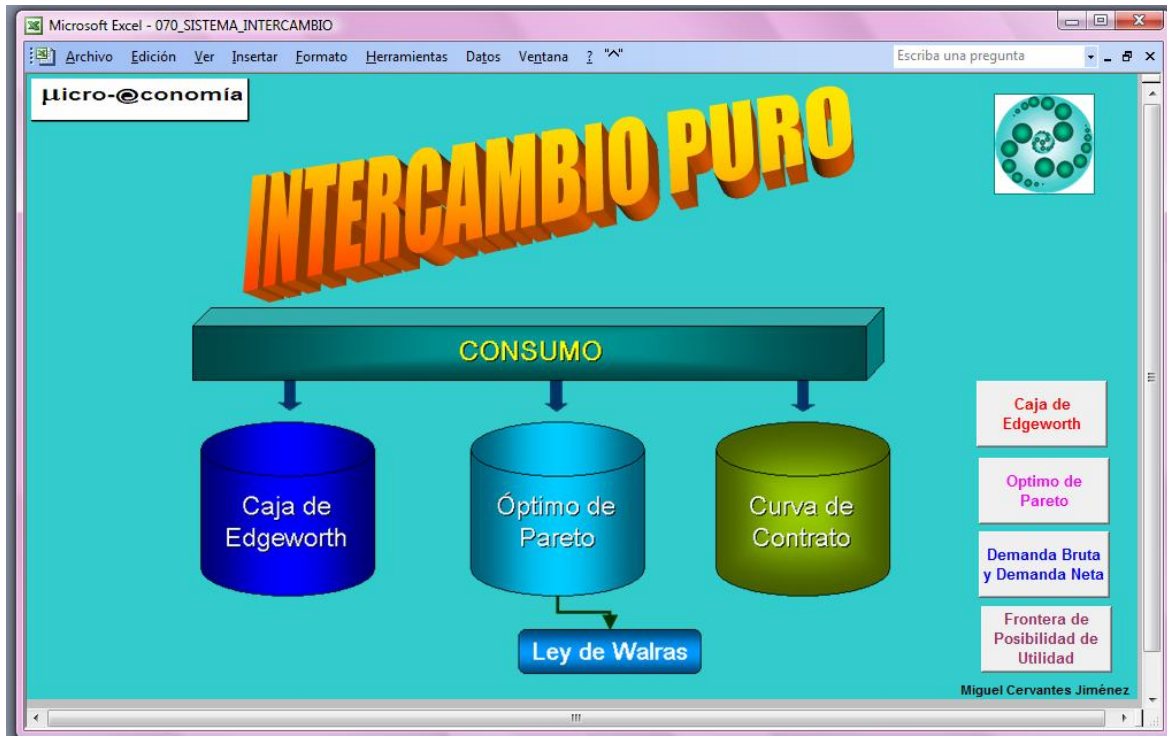 Microsoft Excel - 070_SISTEMA_INTERCAMBIO
Archivo Edición Ver Insertar Formato Herramientas Datos Ventana ? "^"
Escriba una pregunta
μicro-@conomía
INTERCAMBIO PURO
CONSUMO
Caja de
Edgeworth
Óptimo de
Pareto
Curva de
Contrato
Ley de Walras
Caja de
Edgeworth
Optimo de
Pareto
Demanda Bruta
y Demanda Neta
Frontera de
Posibilidad de
Utilidad
Miguel Cervantes Jiménez